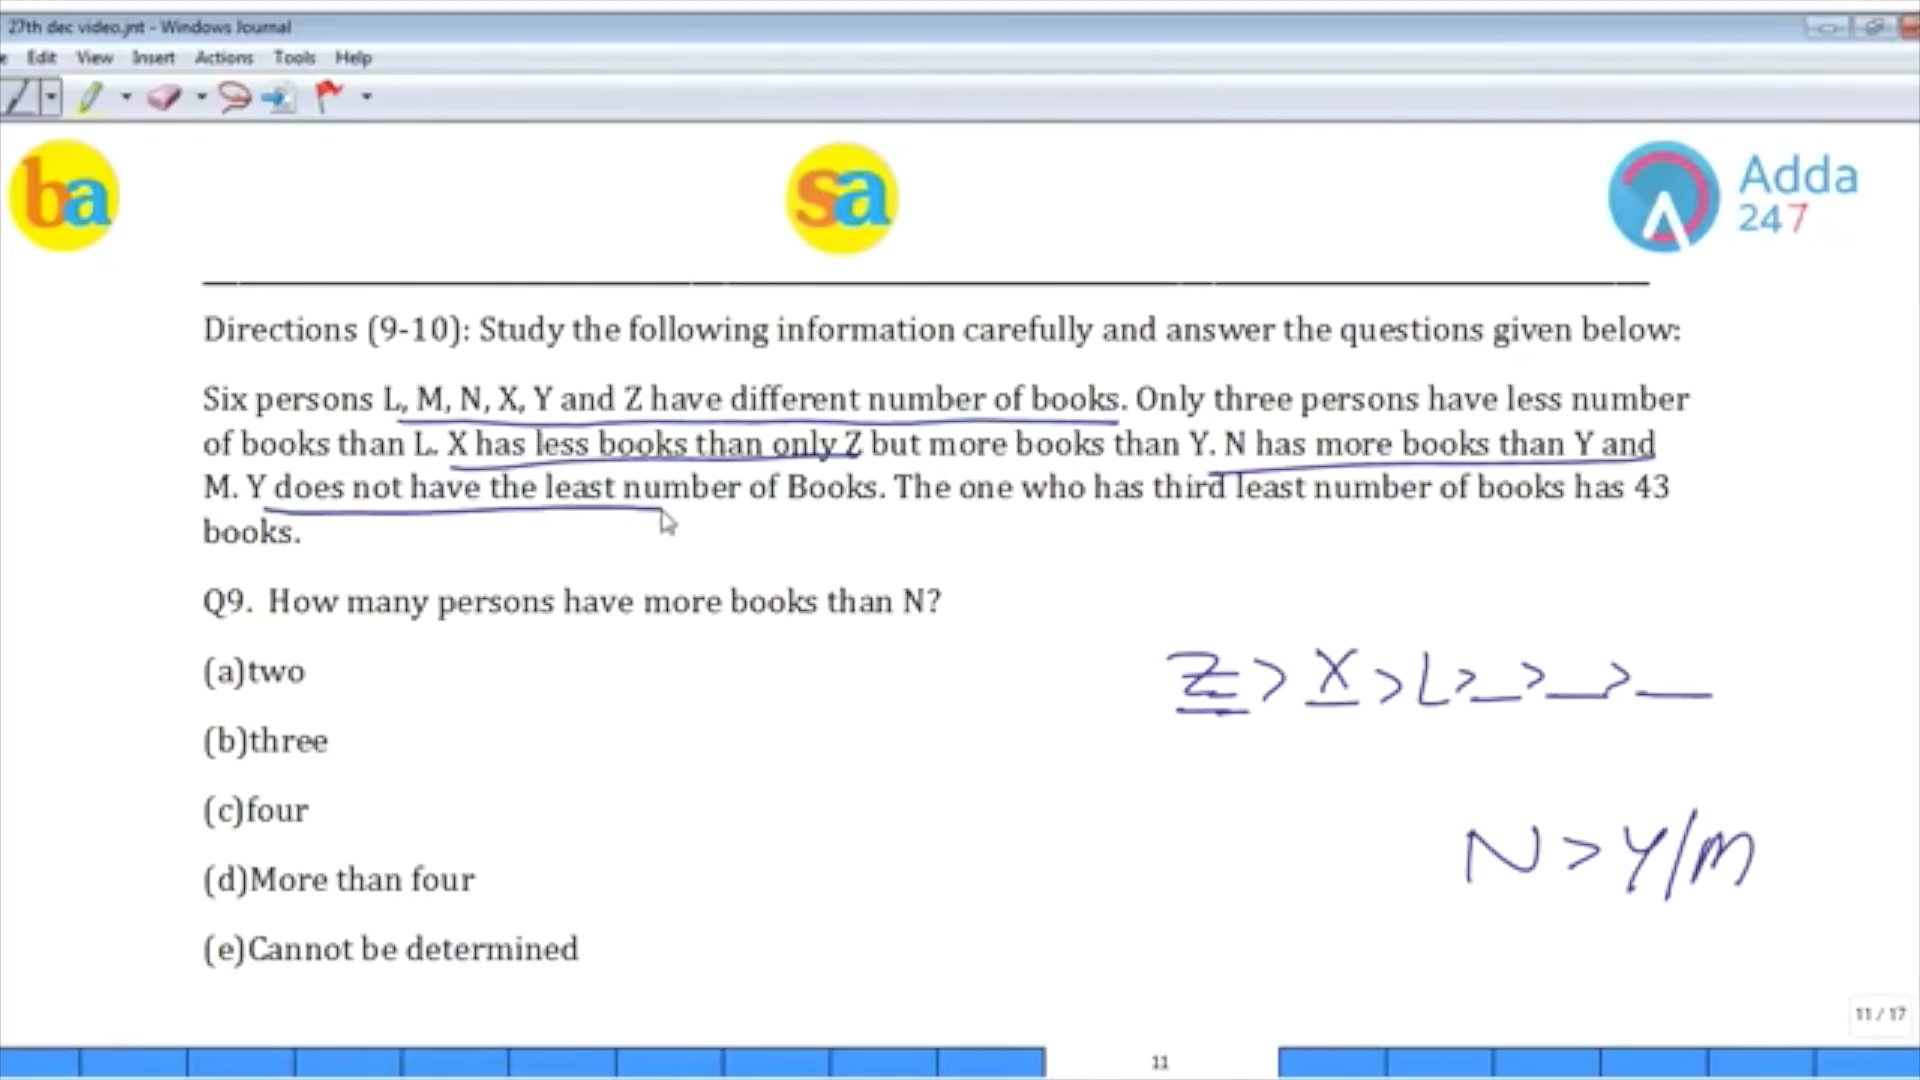 27th dec video.jnt - Windows Journal
Edit View Insert Actions Tools Help
ba
sa
Adda
247
Directions (9-10): Study the following information carefully and answer the questions given below:
Six persons L, M, N, X, Y and Z have different number of books. Only three persons have less number
of books than L. X has less books than only Z but more books than Y. N has more books than Y and
M. Y does not have the least number of Books. The one who has third least number of books has 43
books.
Q9. How many persons have more books than N?
(a)two
Z > X > L > _ > _ > _
(b)three
(c)four
N > Y/M
(d)More than four
(e)Cannot be determined
11 / 17
11